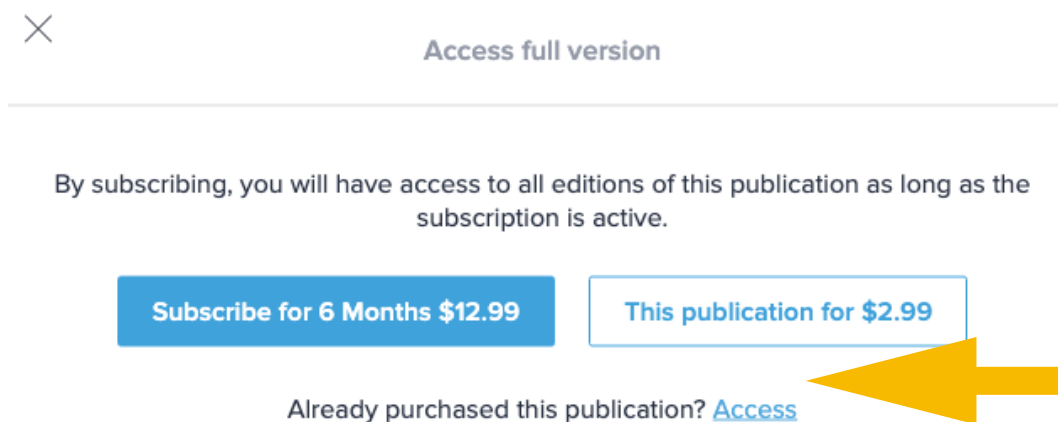 Access full version
By subscribing, you will have access to all editions of this publication as long as the
subscription is active.
Subscribe for 6 Months $12.99
This publication for $2.99
Already purchased this publication? Access